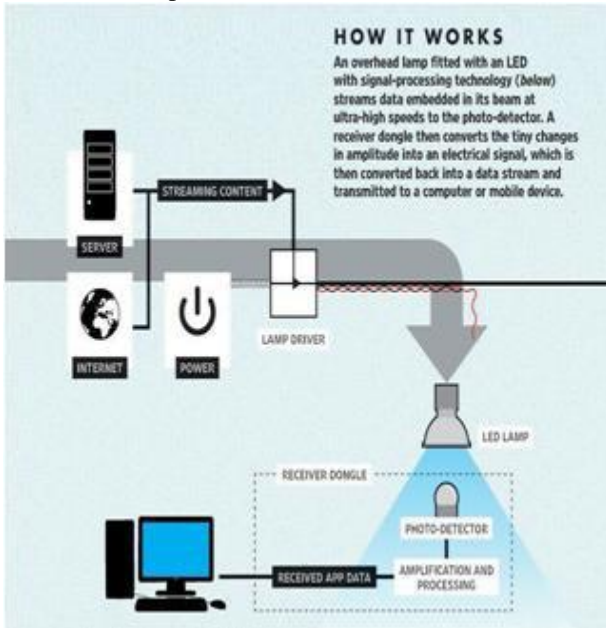 HOW IT WORKS
An overhead lamp fitted with an LED
with signal-processing technology (below)
streams data embedded in its beam at
ultra-high speeds to the photo-detector. A
receiver dongle then converts the tiny changes
in amplitude into an electrical signal, which is
then converted back into a data stream and
transmitted to a computer or mobile device.
STREAMING CONTENT
SERVER
INTERNET
POWER
LAMP DRIVER
LED LAMP
RECEIVER DONGLE
PHOTO-DETECTOR
RECEIVED APP DATA
AMPLIFICATION AND
PROCESSING